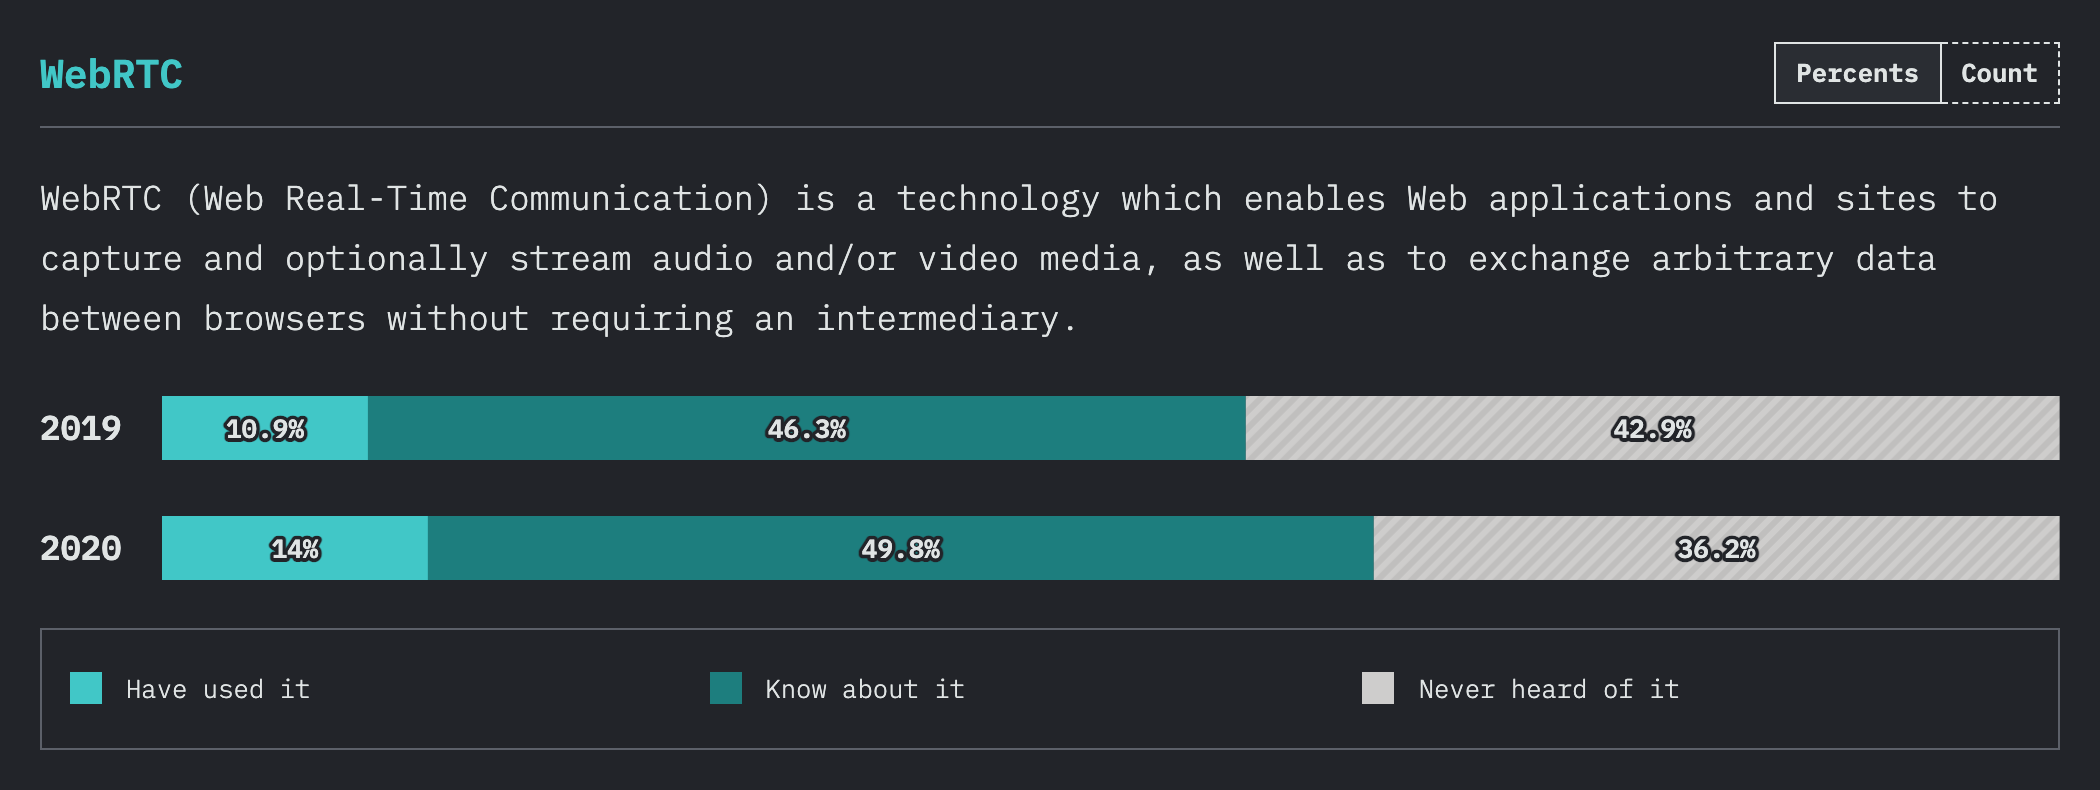 WebRTC
Percents Count
WebRTC (Web Real-Time Communication) is a technology which enables Web applications and sites to
capture and optionally stream audio and/or video media, as well as to exchange arbitrary data
between browsers without requiring an intermediary.
2019 10.9% 46.3% 42.9%
2020 14% 49.8% 36.2%
Have used it Know about it Never heard of it